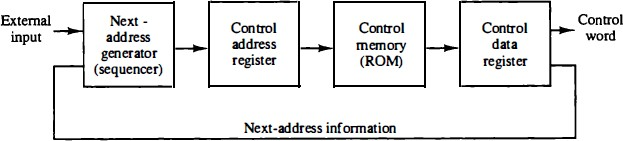 External
input
Next -
address
generator
(sequencer)
Control
address
register
Control
memory
(ROM)
Control
data
register
Control
word
Next-address information